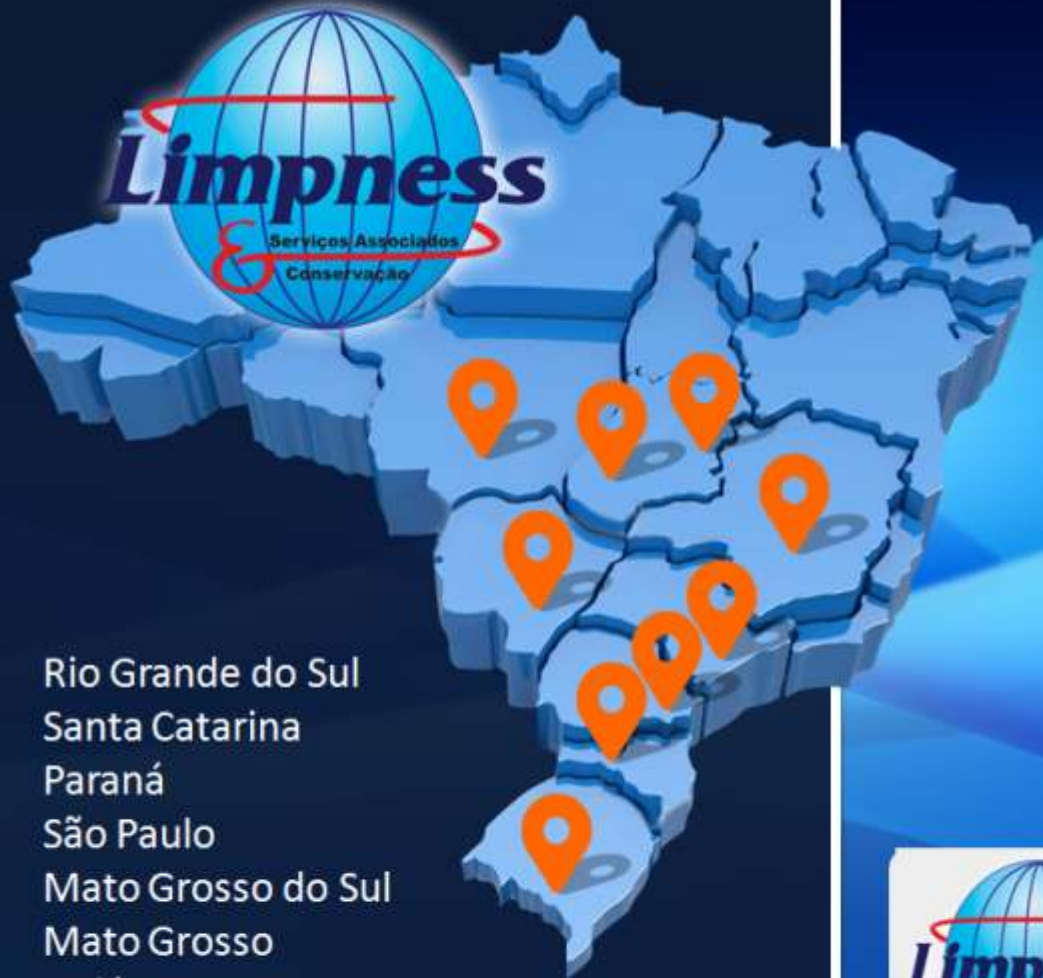 Limpness
&
Serviços Associados
Conservação
Rio Grande do Sul
Santa Catarina
Paraná
São Paulo
Mato Grosso do Sul
Mato Grosso